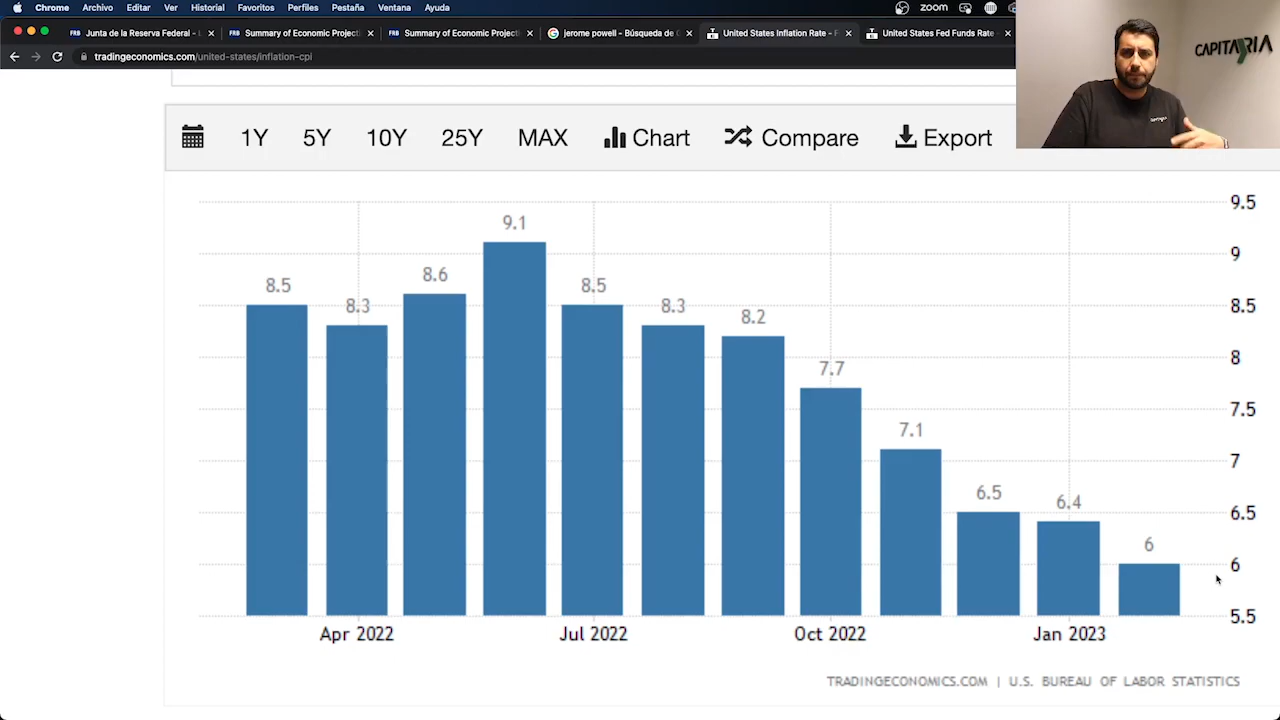 Chrome Archivo Editar Ver Historial Favoritos Perfiles Pestaña Ventana Ayuda zoom
Junta de la Reserva Federal - Summary of Economic Projecti Summary of Economic Projecti jerome powell - Búsqueda de United States Inflation Rate - United States Fed Funds Rate
tradingeconomics.com/united-states/inflation-cpi
CAPITARIA
1Y 5Y 10Y 25Y MAX Chart Compare Export
9.5
9.1
9
8.6
8.5 8.5 8.5
8.3 8.3
8.2
8
7.7
7.5
7.1
7
6.5 6.5
6.4
6
6
5.5
Apr 2022 Jul 2022 Oct 2022 Jan 2023
TRADINGECONOMICS.COM | U.S. BUREAU OF LABOR STATISTICS